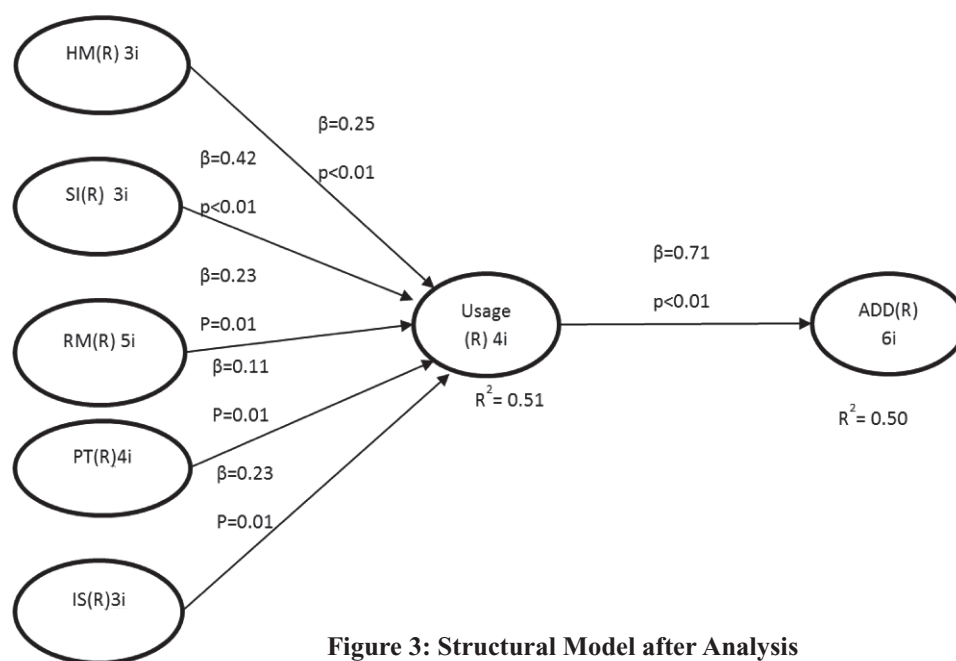 HM(R) 3i
β=0.25
p<0.01
β=0.42
p<0.01
SI(R) 3i
β=0.23
P=0.01
RM(R) 5i
β=0.11
P=0.01
PT(R)4i
β=0.23
P=0.01
IS(R)3i
Usage
(R) 4i
R²= 0.51
β=0.71
p<0.01
ADD(R)
6i
R²= 0.50
Figure 3: Structural Model after Analysis